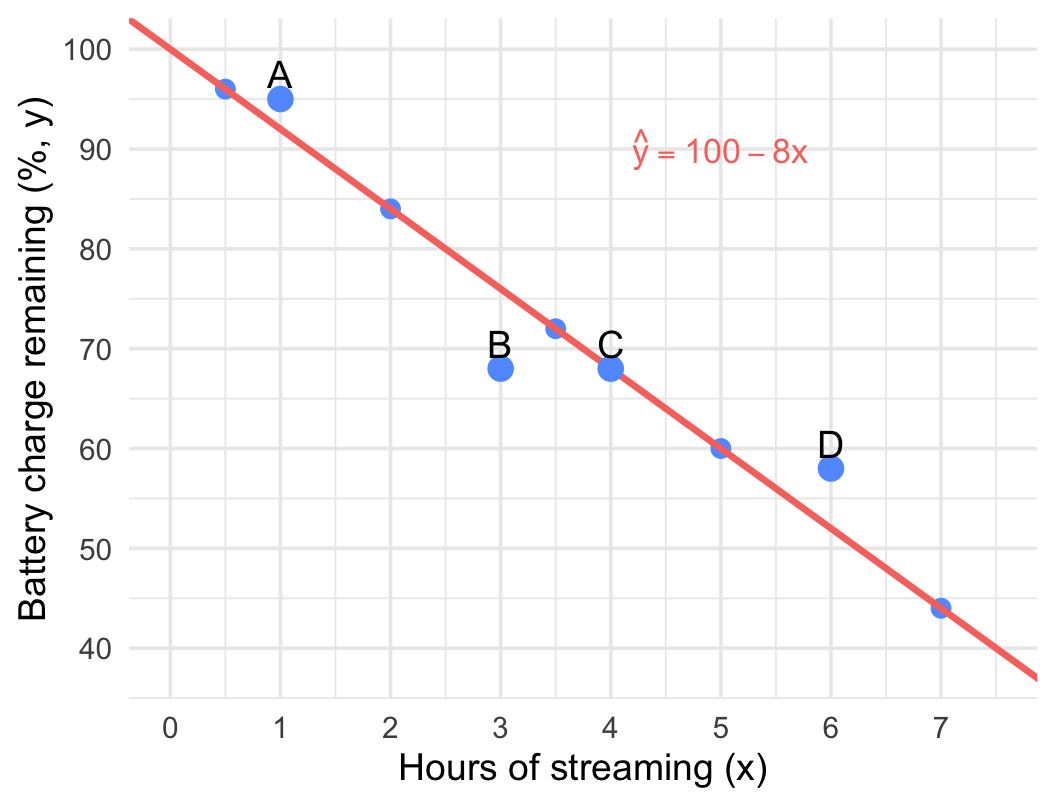 Battery charge remaining (%, y)
100
90
80
70
60
50
40
A
B
C
D
ŷ = 100 – 8x
0 1 2 3 4 5 6 7
Hours of streaming (x)